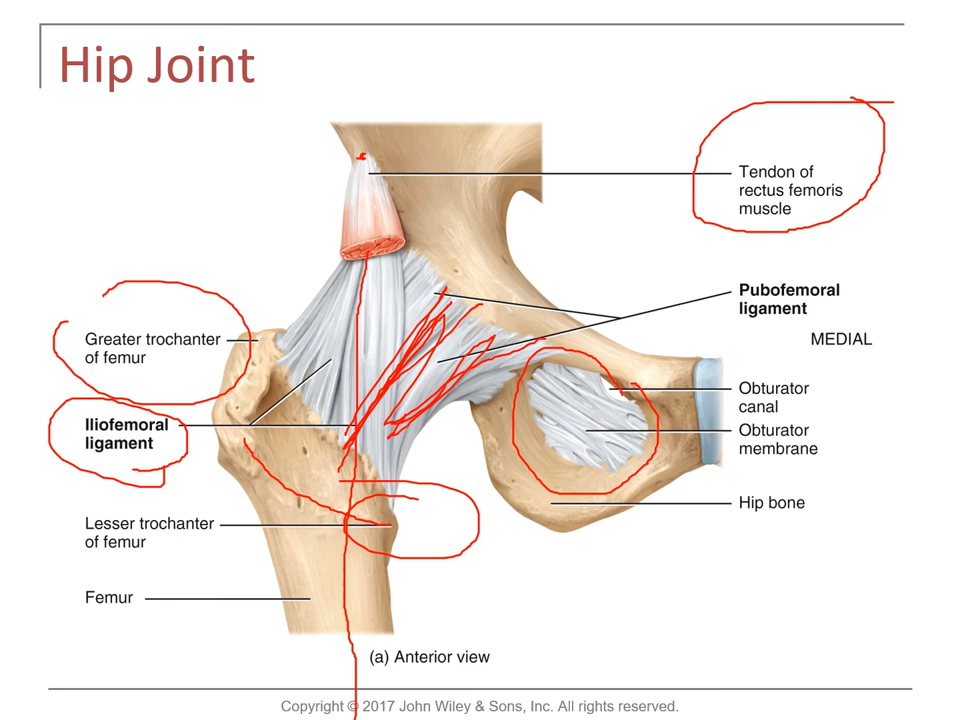 Hip Joint
Tendon of
rectus femoris
muscle
Pubofemoral
ligament
MEDIAL
Greater trochanter
of femur
Obturator
canal
Iliofemoral
ligament
Obturator
membrane
Hip bone
Lesser trochanter
of femur
Femur
(a) Anterior view
Copyright © 2017 John Wiley & Sons, Inc. All rights reserved.